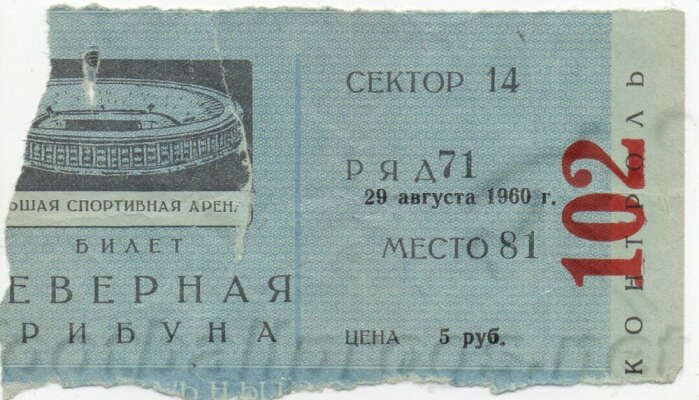 ЬШАЯ СПОРТИВНАЯ АРЕНА
БИЛЕТ
ЕВЕРНАЯ
РИБУНА
СЕКТОР 14
РЯД 71
29 августа 1960 г.
МЕСТО 81
ЦЕНА 5 руб.
102
КОНТРОЛЬ